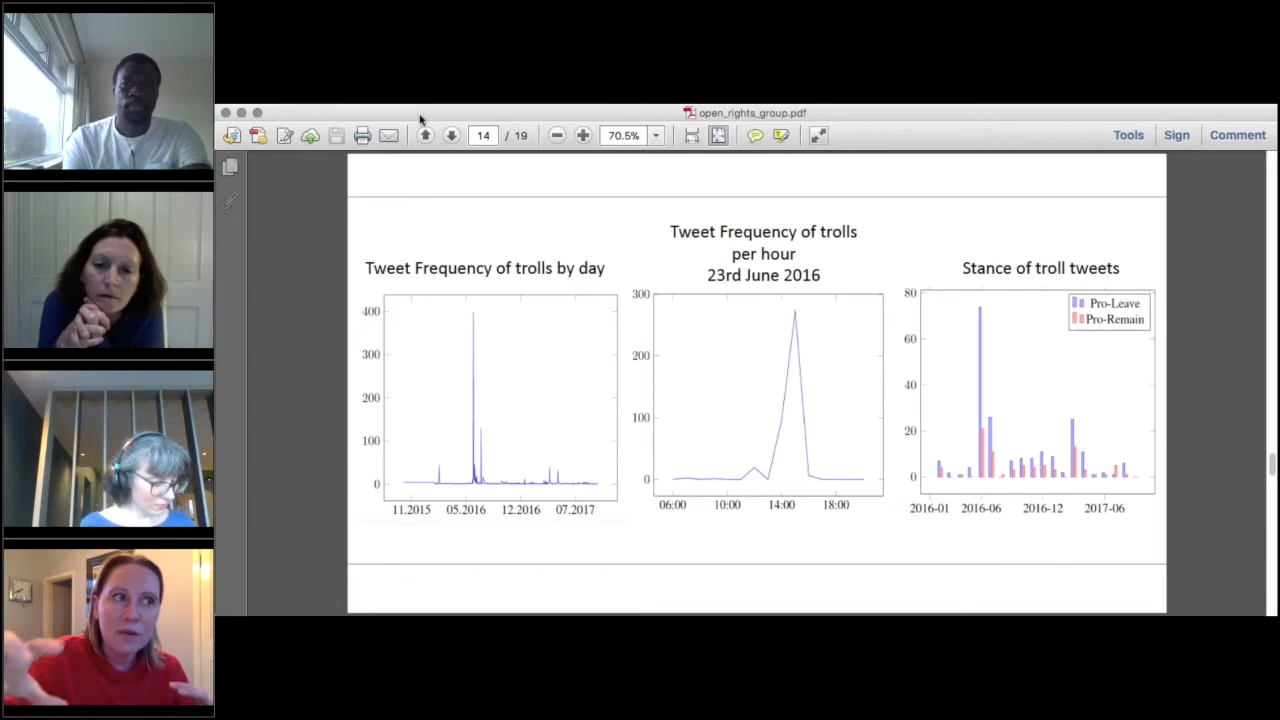 open_rights_group.pdf
14 / 19 70.5% Tools Sign Comment
Tweet Frequency of trolls by day
400
300
200
100
0
11.2015 05.2016 12.2016 07.2017
Tweet Frequency of trolls
per hour
23rd June 2016
300
200
100
0
06:00 10:00 14:00 18:00
Stance of troll tweets
Pro-Leave
Pro-Remain
80
60
40
20
0
2016-01 2016-06 2016-12 2017-06